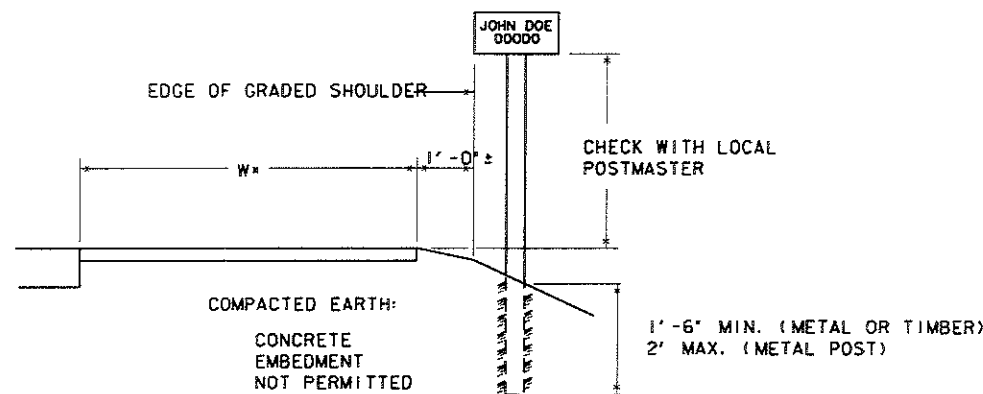 JOHN DOE
00000
EDGE OF GRADED SHOULDER
1'-0" ±
W*
CHECK WITH LOCAL
POSTMASTER
COMPACTED EARTH:
CONCRETE
EMBEDMENT
NOT PERMITTED
1'-6" MIN. (METAL OR TIMBER)
2' MAX. (METAL POST)